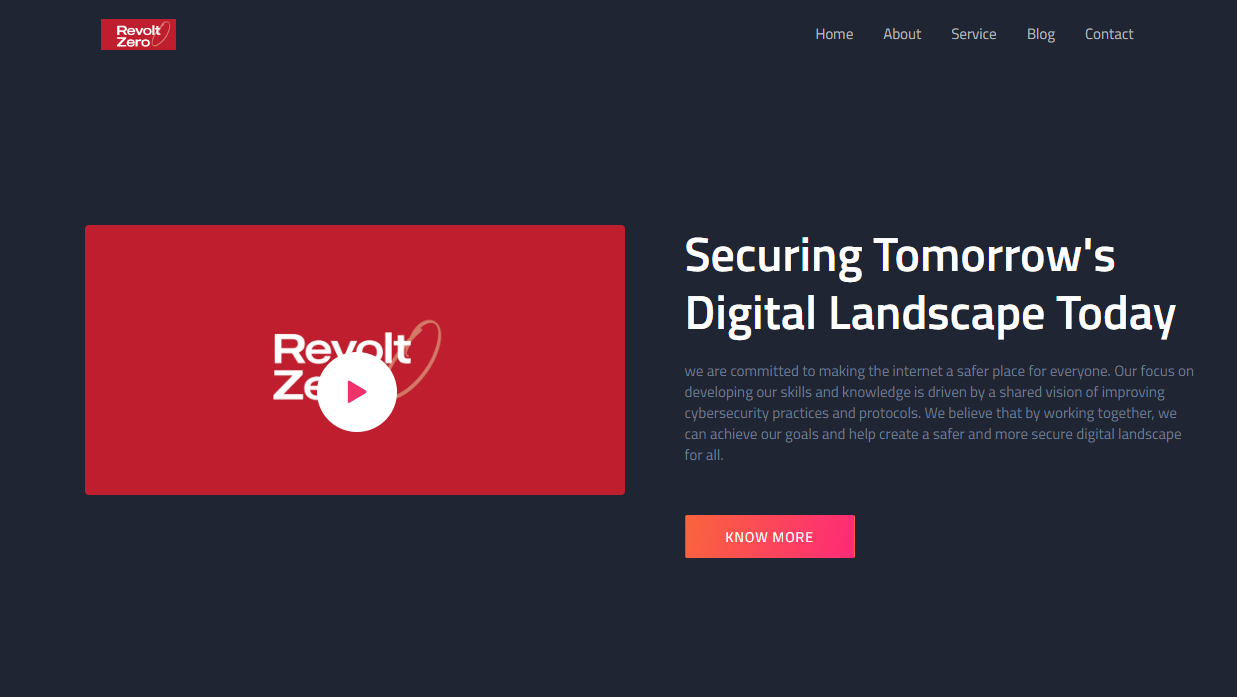 Revolt
Zero
Home About Service Blog Contact
Revolt
Ze
Securing Tomorrow's
Digital Landscape Today
we are committed to making the internet a safer place for everyone. Our focus on
developing our skills and knowledge is driven by a shared vision of improving
cybersecurity practices and protocols. We believe that by working together, we
can achieve our goals and help create a safer and more secure digital landscape
for all.
KNOW MORE